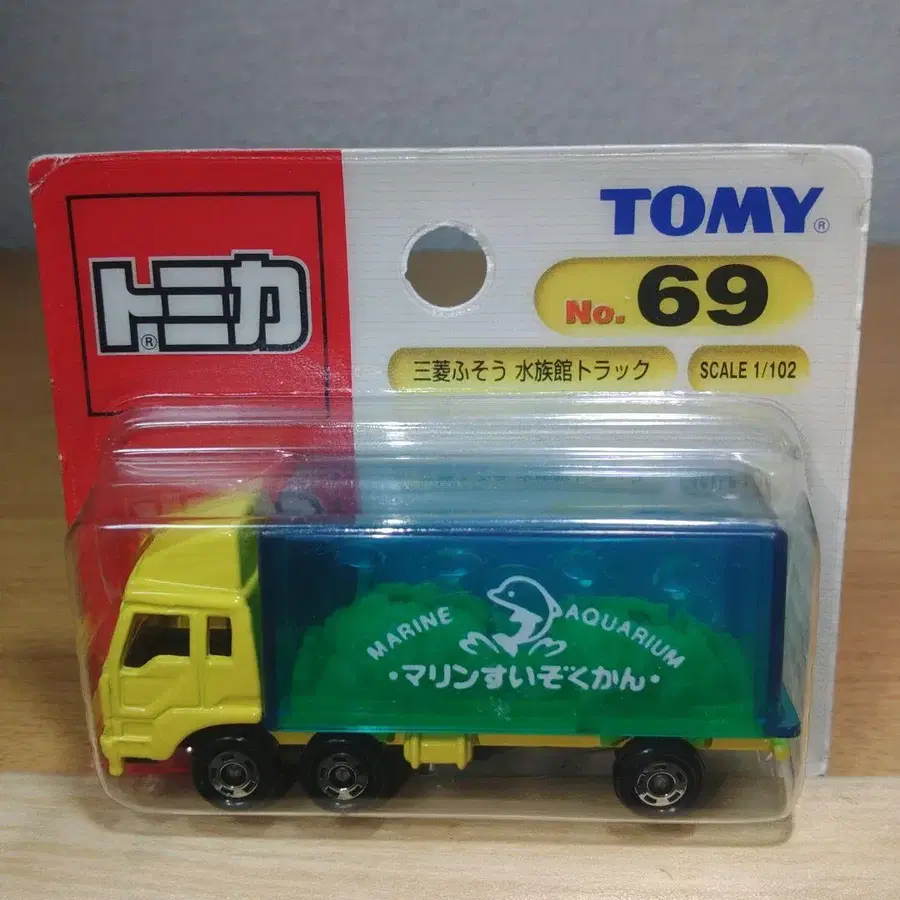 トミカ®
TOMY®
No. 69
三菱ふそう 水族館トラック
SCALE 1/102
MARINE AQUARIUM
・マリンすいぞくかん・